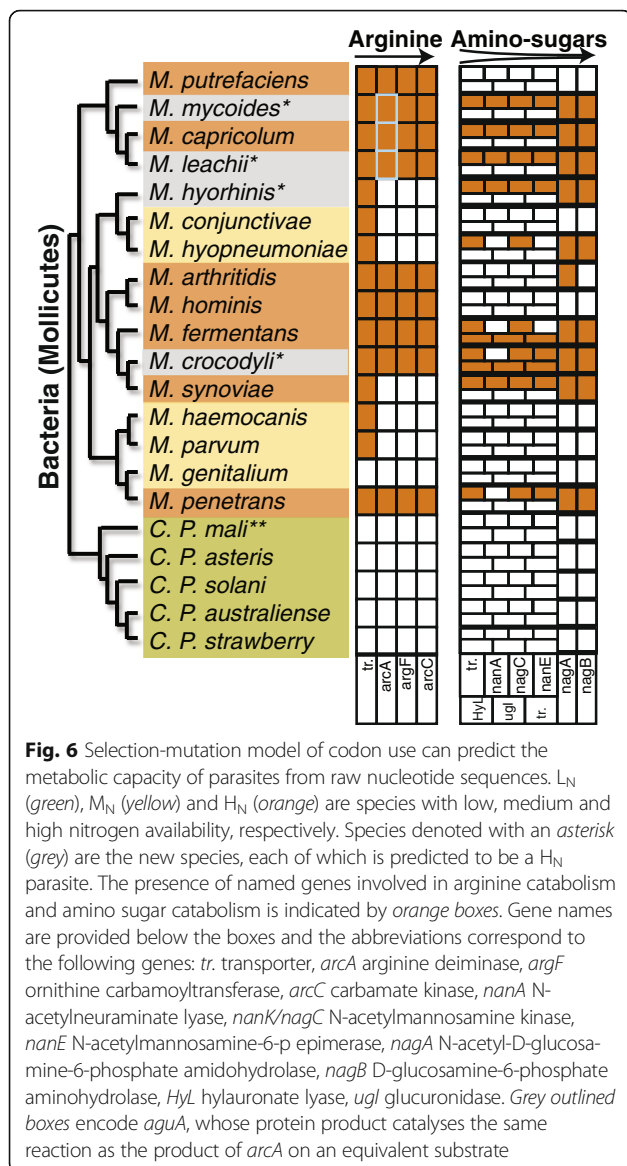 Arginine Amino-sugars
Bacteria (Mollicutes)
M. putrefaciens
M. mycoides*
M. capricolum
M. leachii*
M. hyorhinis*
M. conjunctivae
M. hyopneumoniae
M. arthritidis
M. hominis
M. fermentans
M. crocodyli*
M. synoviae
M. haemocanis
M. parvum
M. genitalium
M. penetrans
C. P. mali**
C. P. asteris
C. P. solani
C. P. australiense
C. P. strawberry
tr. arcA argF arcC tr. nanA nagC nanE nagA nagB
HyL ugl tr.
Fig. 6 Selection-mutation model of codon use can predict the
metabolic capacity of parasites from raw nucleotide sequences. LN
(green), MN (yellow) and HN (orange) are species with low, medium and
high nitrogen availability, respectively. Species denoted with an asterisk
(grey) are the new species, each of which is predicted to be a HN
parasite. The presence of named genes involved in arginine catabolism
and amino sugar catabolism is indicated by orange boxes. Gene names
are provided below the boxes and the abbreviations correspond to
the following genes: tr. transporter, arcA arginine deiminase, argF
ornithine carbamoyltransferase, arcC carbamate kinase, nanA N-
acetylneuraminate lyase, nanK/nagC N-acetylmannosamine kinase,
nanE N-acetylmannosamine-6-p epimerase, nagA N-acetyl-D-glucosa-
mine-6-phosphate amidohydrolase, nagB D-glucosamine-6-phosphate
aminohydrolase, HyL hylauronate lyase, ugl glucuronidase. Grey outlined
boxes encode aguA, whose protein product catalyses the same
reaction as the product of arcA on an equivalent substrate